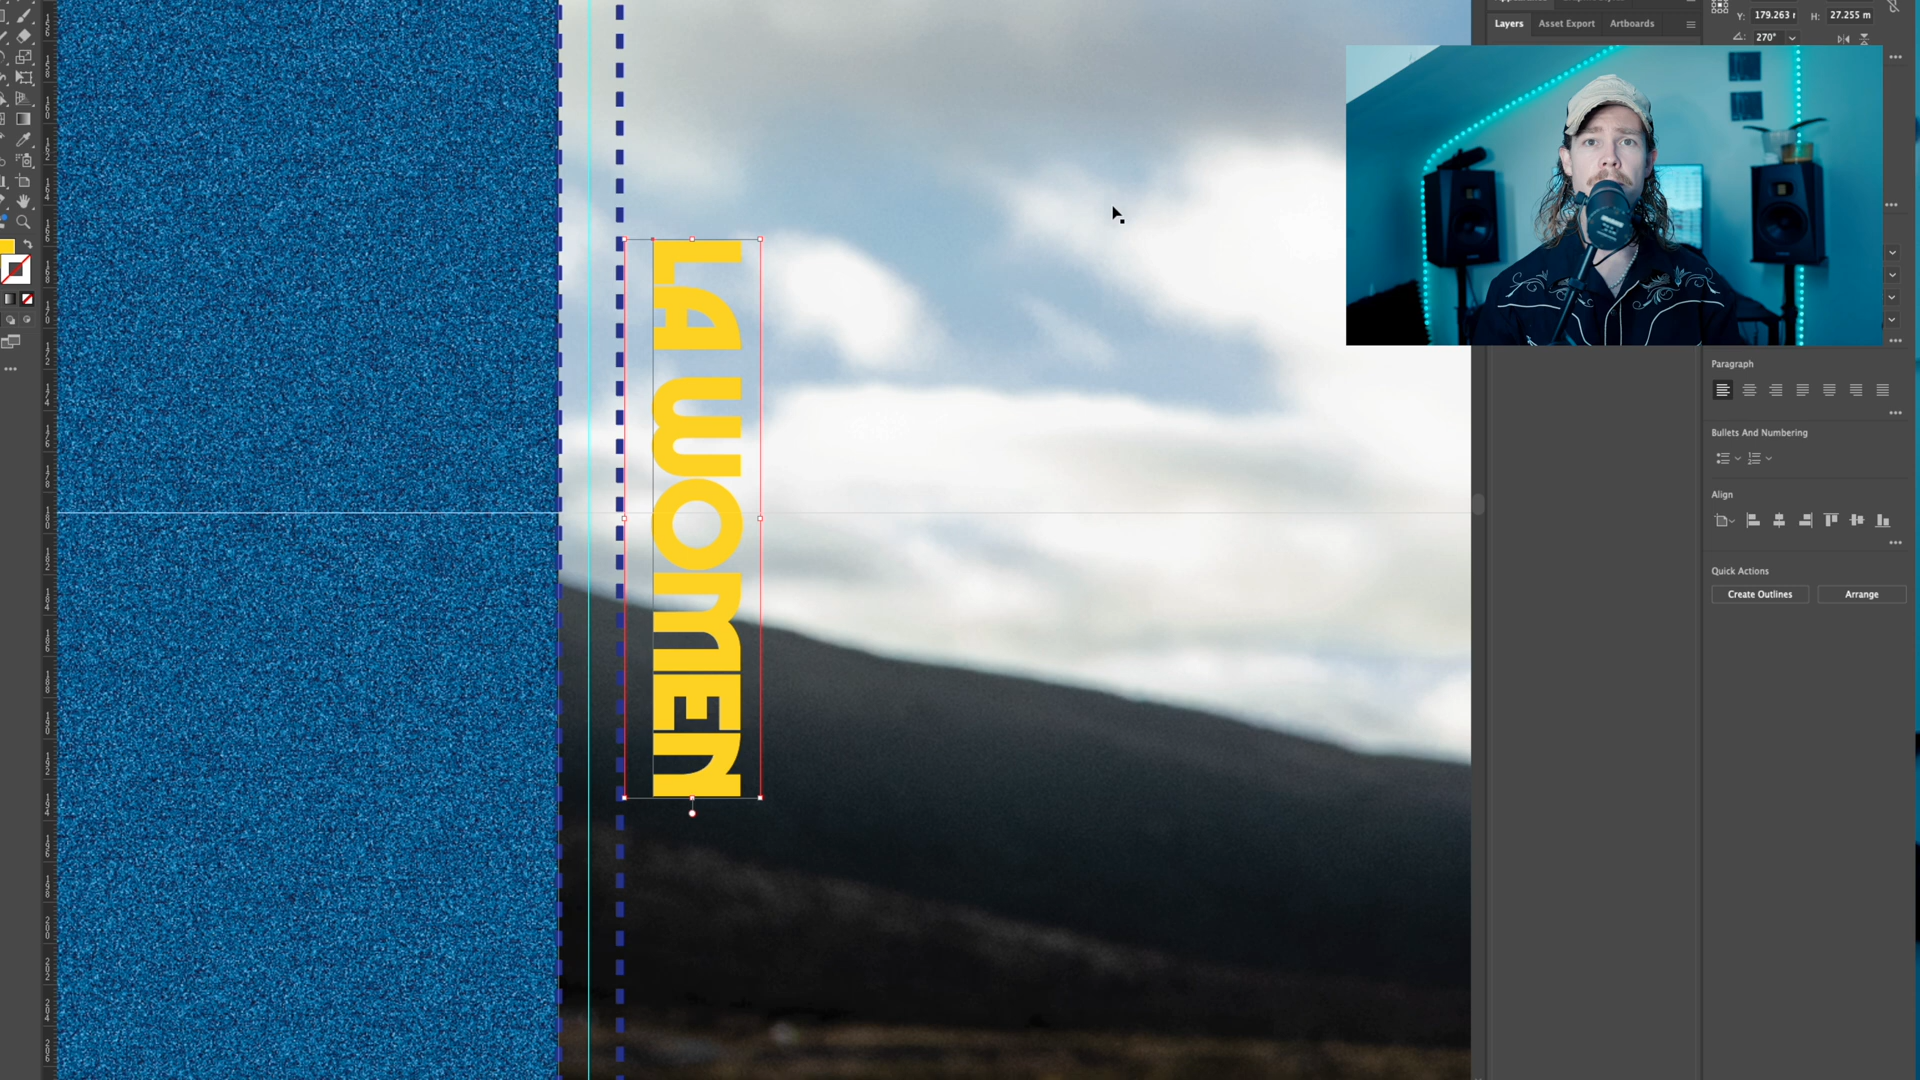 Layers Asset Export Artboards
Y: 179.263 H: 27.255 m
270°
LA WOMEN
Paragraph
Bullets And Numbering
Align
Quick Actions
Create Outlines Arrange